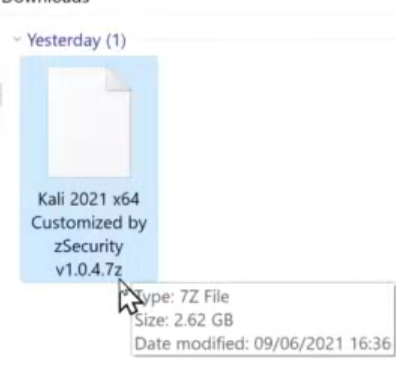 Downloads
Yesterday (1)
Kali 2021 x64
Customized by
zSecurity
v1.0.4.7z
Type: 7Z File
Size: 2.62 GB
Date modified: 09/06/2021 16:36